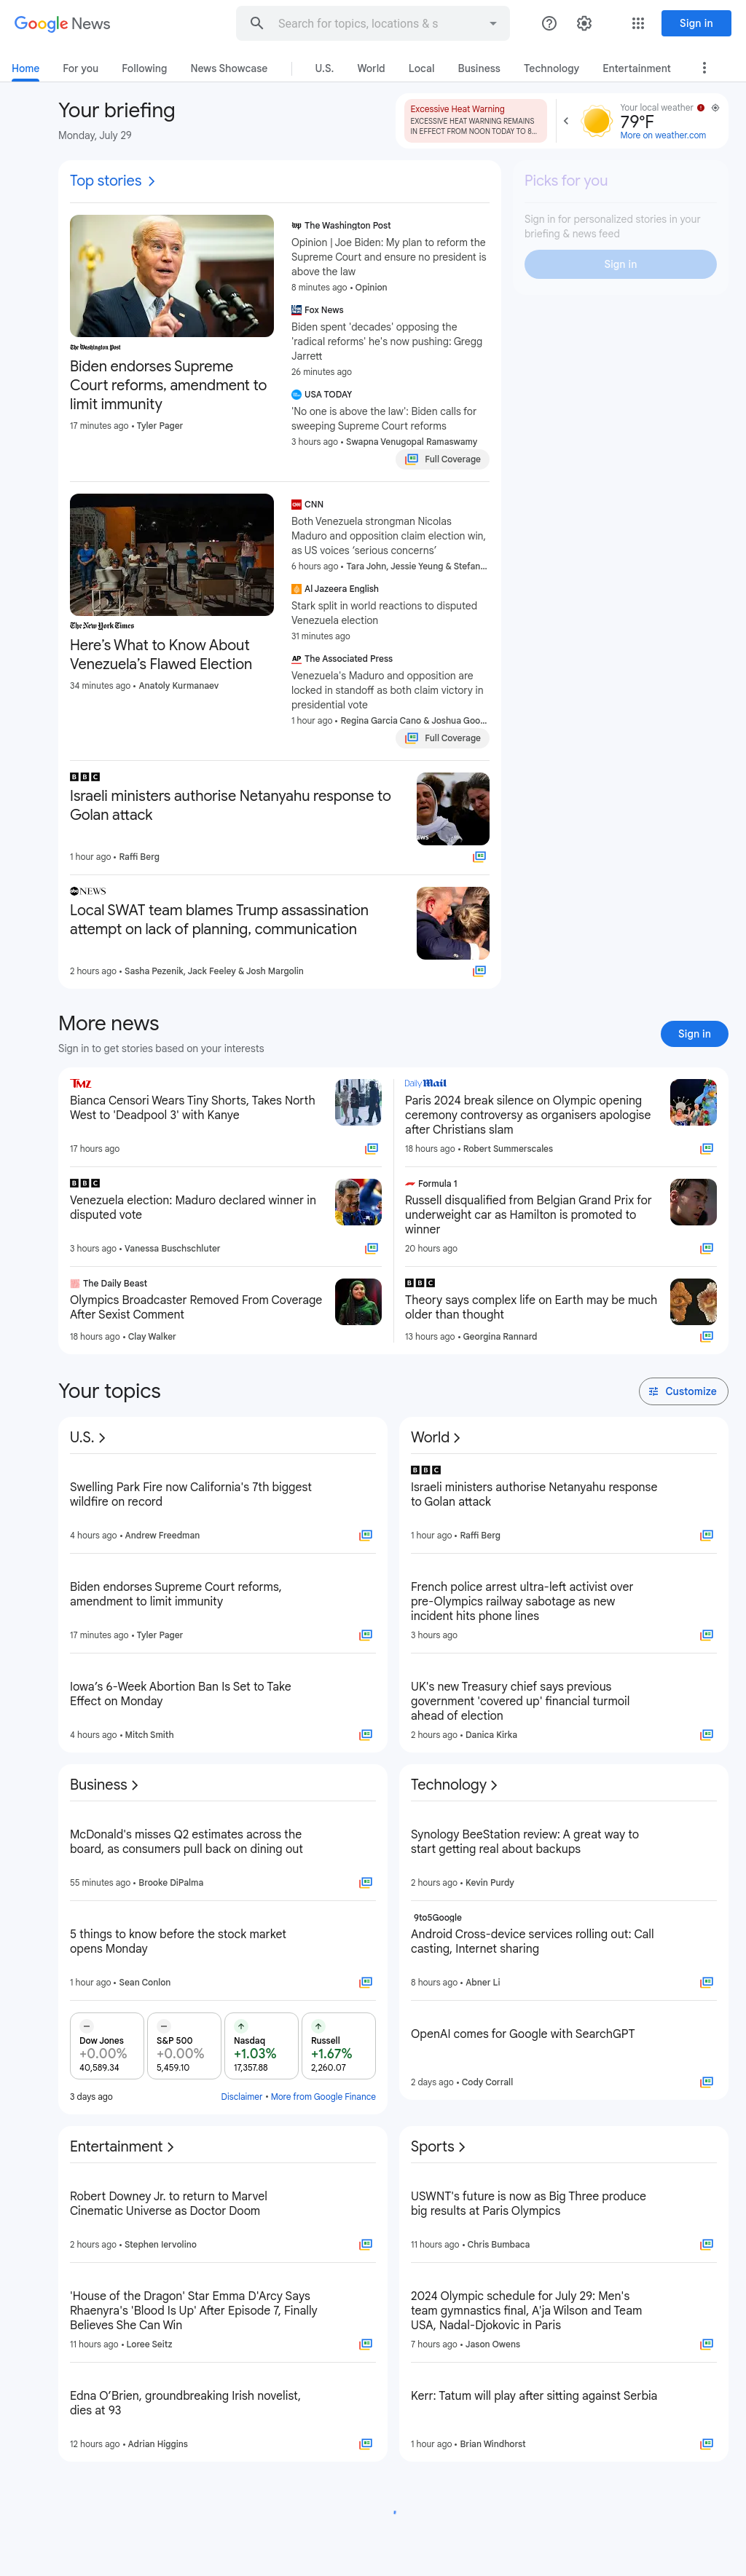 Google News
Search for topics, locations & s
Sign in
Home
For you
Following
News Showcase
U.S.
World
Local
Business
Technology
Entertainment
Your briefing
Monday, July 29
Excessive Heat Warning
EXCESSIVE HEAT WARNING REMAINS
IN EFFECT FROM NOON TODAY TO 8...
Your local weather
79°F
More on weather.com
Top stories
The Washington Post
Biden endorses Supreme
Court reforms, amendment to
limit immunity
17 minutes ago • Tyler Pager
The Washington Post
Opinion | Joe Biden: My plan to reform the
Supreme Court and ensure no president is
above the law
8 minutes ago • Opinion
Fox News
Biden spent 'decades' opposing the
'radical reforms' he's now pushing: Gregg
Jarrett
26 minutes ago
USA TODAY
'No one is above the law': Biden calls for
sweeping Supreme Court reforms
3 hours ago • Swapna Venugopal Ramaswamy
Full Coverage
Picks for you
Sign in for personalized stories in your
briefing & news feed
Sign in
The New York Times
Here's What to Know About
Venezuela's Flawed Election
34 minutes ago • Anatoly Kurmanaev
CNN
Both Venezuela strongman Nicolas
Maduro and opposition claim election win,
as US voices ‘serious concerns’
6 hours ago • Tara John, Jessie Yeung & Stefan...
Al Jazeera English
Stark split in world reactions to disputed
Venezuela election
31 minutes ago
AP The Associated Press
Venezuela's Maduro and opposition are
locked in standoff as both claim victory in
presidential vote
1 hour ago • Regina Garcia Cano & Joshua Goo...
Full Coverage
BBC
Israeli ministers authorise Netanyahu response to
Golan attack
1 hour ago • Raffi Berg
abc NEWS
Local SWAT team blames Trump assassination
attempt on lack of planning, communication
2 hours ago • Sasha Pezenik, Jack Feeley & Josh Margolin
More news
Sign in to get stories based on your interests
Sign in
TMZ
Bianca Censori Wears Tiny Shorts, Takes North
West to 'Deadpool 3' with Kanye
17 hours ago
Daily Mail
Paris 2024 break silence on Olympic opening
ceremony controversy as organisers apologise
after Christians slam
18 hours ago • Robert Summerscales
BBC
Venezuela election: Maduro declared winner in
disputed vote
3 hours ago • Vanessa Buschschluter
Formula 1
Russell disqualified from Belgian Grand Prix for
underweight car as Hamilton is promoted to
winner
20 hours ago
The Daily Beast
Olympics Broadcaster Removed From Coverage
After Sexist Comment
18 hours ago • Clay Walker
BBC
Theory says complex life on Earth may be much
older than thought
13 hours ago • Georgina Rannard
Your topics
Customize
U.S.
Swelling Park Fire now California's 7th biggest
wildfire on record
4 hours ago • Andrew Freedman
Biden endorses Supreme Court reforms,
amendment to limit immunity
17 minutes ago • Tyler Pager
Iowa’s 6-Week Abortion Ban Is Set to Take
Effect on Monday
4 hours ago • Mitch Smith
World
BBC
Israeli ministers authorise Netanyahu response
to Golan attack
1 hour ago • Raffi Berg
French police arrest ultra-left activist over
pre-Olympics railway sabotage as new
incident hits phone lines
3 hours ago
UK's new Treasury chief says previous
government 'covered up' financial turmoil
ahead of election
2 hours ago • Danica Kirka
Business
McDonald's misses Q2 estimates across the
board, as consumers pull back on dining out
55 minutes ago • Brooke DiPalma
5 things to know before the stock market
opens Monday
1 hour ago • Sean Conlon
Dow Jones
+0.00%
40,589.34
S&P 500
+0.00%
5,459.10
Nasdaq
+1.03%
17,357.88
Russell
+1.67%
2,260.07
3 days ago
Disclaimer • More from Google Finance
Technology
Synology BeeStation review: A great way to
start getting real about backups
2 hours ago • Kevin Purdy
9to5Google
Android Cross-device services rolling out: Call
casting, Internet sharing
8 hours ago • Abner Li
OpenAI comes for Google with SearchGPT
2 days ago • Cody Corrall
Entertainment
Robert Downey Jr. to return to Marvel
Cinematic Universe as Doctor Doom
2 hours ago • Stephen Iervolino
'House of the Dragon' Star Emma D'Arcy Says
Rhaenyra's 'Blood Is Up' After Episode 7, Finally
Believes She Can Win
11 hours ago • Loree Seitz
Edna O’Brien, groundbreaking Irish novelist,
dies at 93
12 hours ago • Adrian Higgins
Sports
USWNT's future is now as Big Three produce
big results at Paris Olympics
11 hours ago • Chris Bumbaca
2024 Olympic schedule for July 29: Men's
team gymnastics final, A'ja Wilson and Team
USA, Nadal-Djokovic in Paris
7 hours ago • Jason Owens
Kerr: Tatum will play after sitting against Serbia
1 hour ago • Brian Windhorst